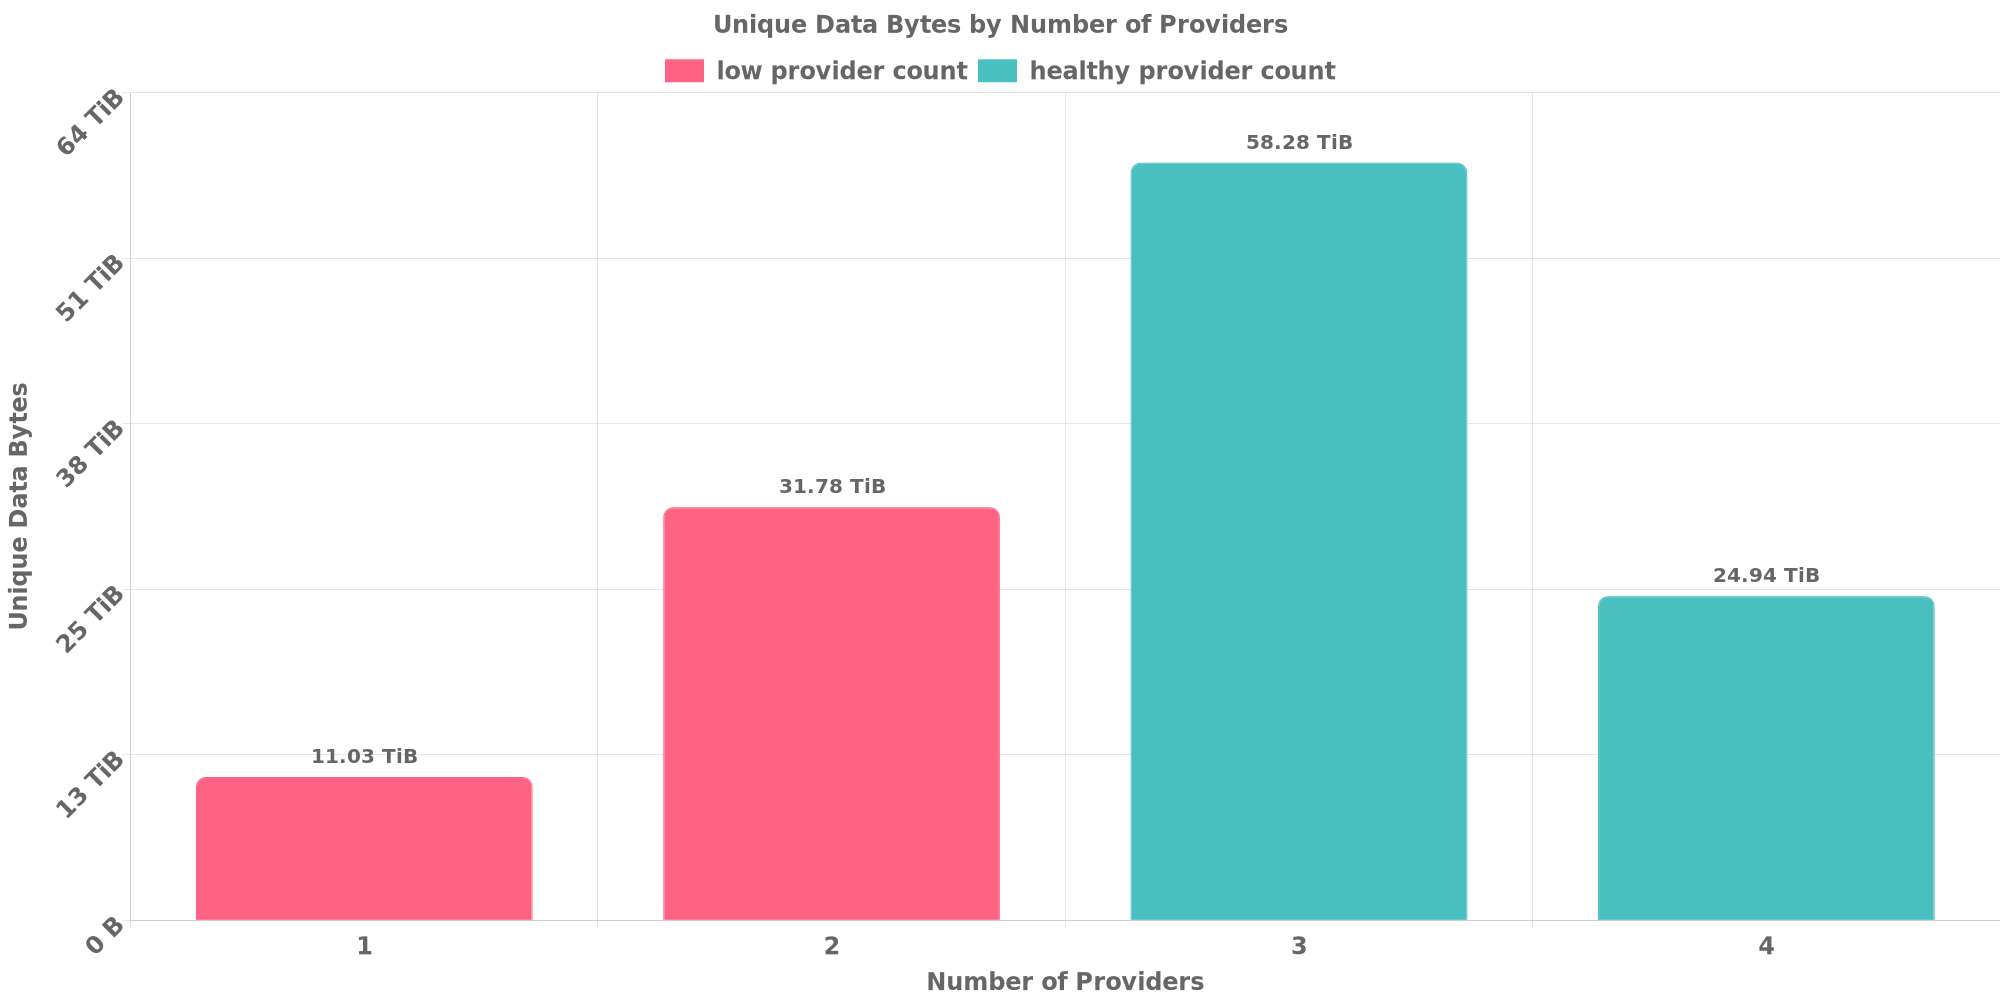 Unique Data Bytes by Number of Providers
low provider count
healthy provider count
64 TiB
51 TiB
38 TiB
25 TiB
13 TiB
0 B
Unique Data Bytes
11.03 TiB
31.78 TiB
58.28 TiB
24.94 TiB
1
2
3
4
Number of Providers